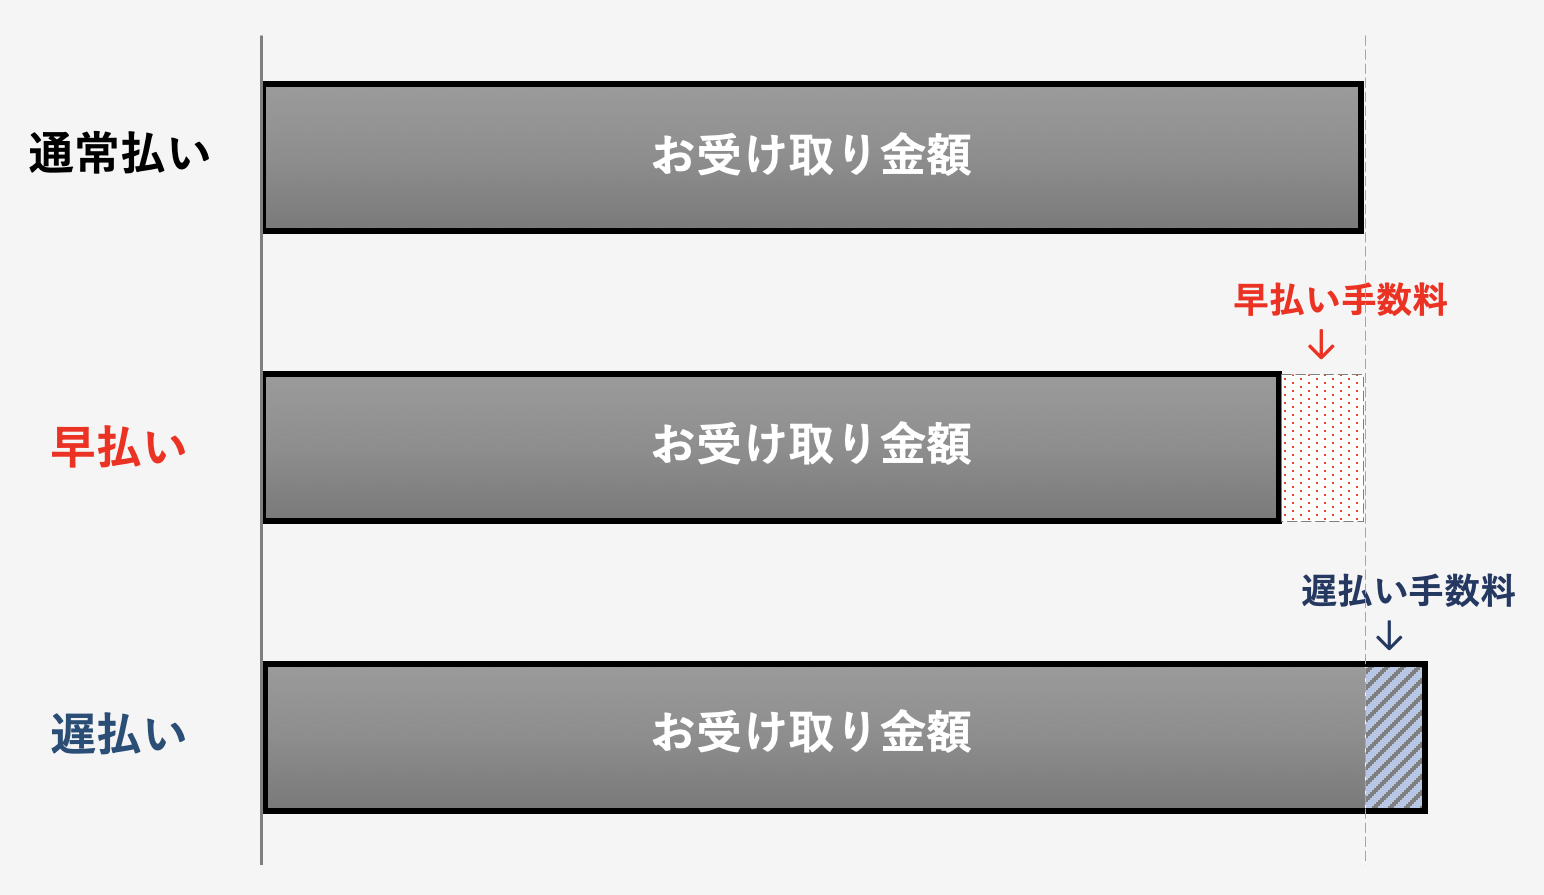 通常払い
お受け取り金額
早払い手数料
↓
早払い
お受け取り金額
遅払い手数料
↓
遅払い
お受け取り金額